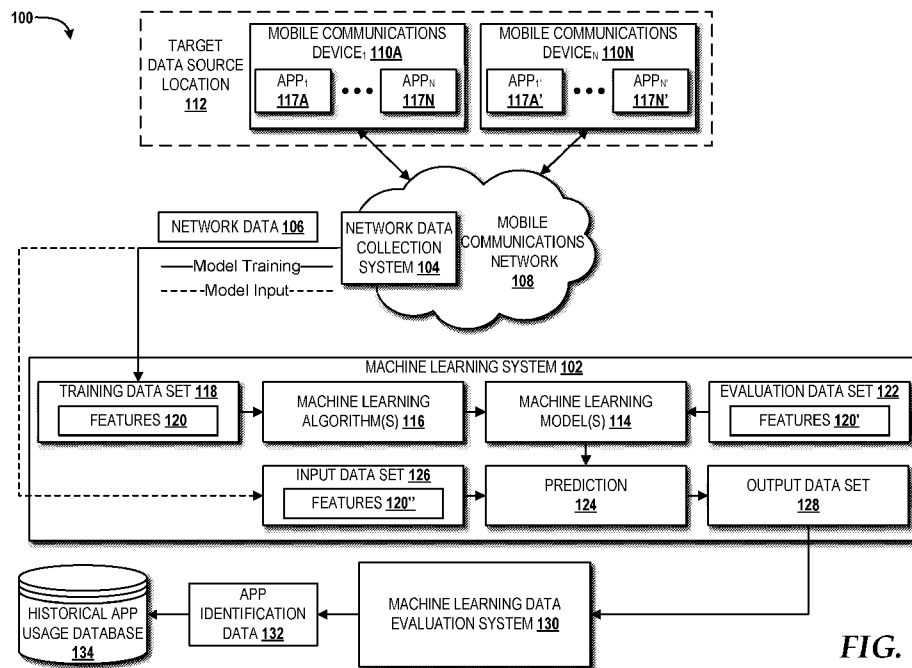 100
TARGET
DATA SOURCE
LOCATION
112
MOBILE COMMUNICATIONS
DEVICE1 110A
APP1
117A
APPN
117N
MOBILE COMMUNICATIONS
DEVICEN 110N
APP1'
117A'
APPN'
117N'
NETWORK DATA 106
NETWORK DATA
COLLECTION
SYSTEM 104
MOBILE
COMMUNICATIONS
NETWORK
108
Model Training
Model Input
MACHINE LEARNING SYSTEM 102
TRAINING DATA SET 118
FEATURES 120
MACHINE LEARNING
ALGORITHM(S) 116
MACHINE LEARNING
MODEL(S) 114
EVALUATION DATA SET 122
FEATURES 120'
INPUT DATA SET 126
FEATURES 120''
PREDICTION
124
OUTPUT DATA SET
128
HISTORICAL APP
USAGE DATABASE
134
APP
IDENTIFICATION
DATA 132
MACHINE LEARNING DATA
EVALUATION SYSTEM 130
FIG.